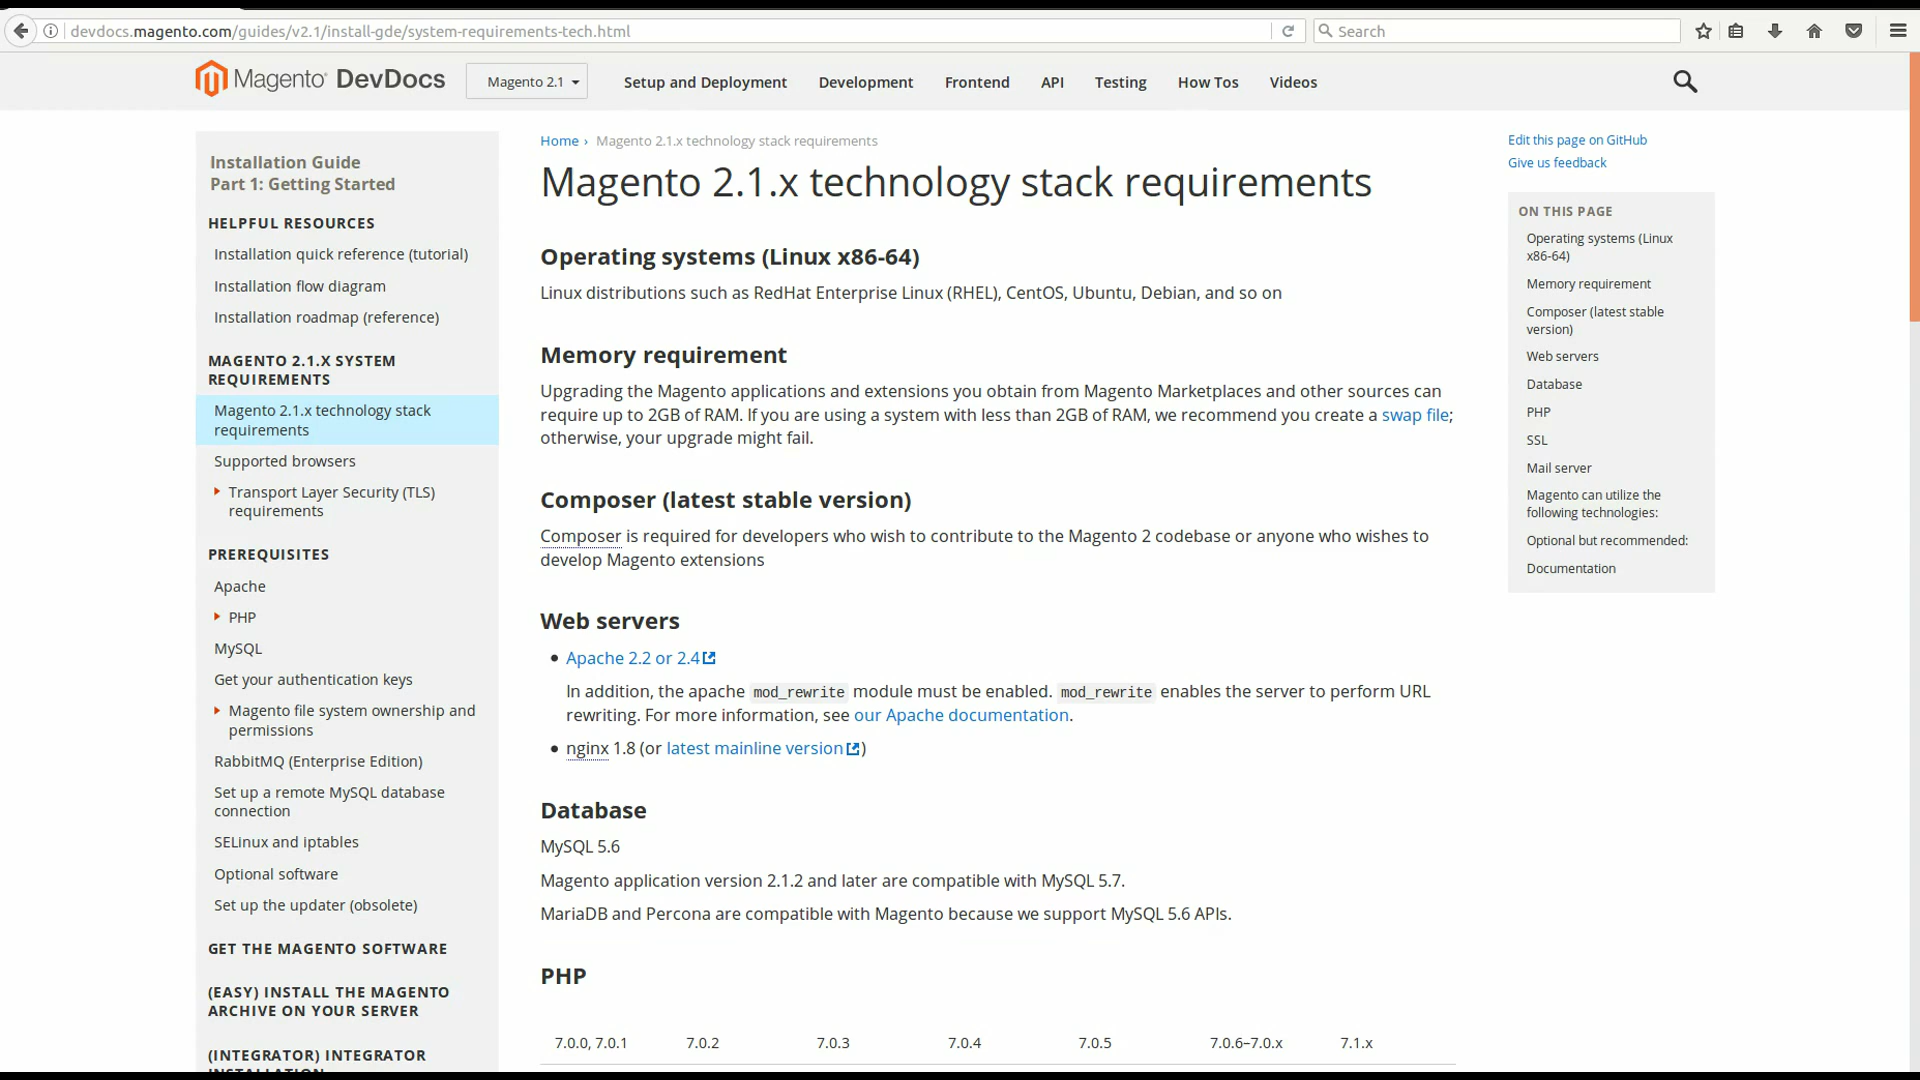 devdocs.magento.com/guides/v2.1/install-gde/system-requirements-tech.html
Search
Magento DevDocs
Magento 2.1
Setup and Deployment
Development
Frontend
API
Testing
How Tos
Videos
Installation Guide
Part 1: Getting Started
HELPFUL RESOURCES
Installation quick reference (tutorial)
Installation flow diagram
Installation roadmap (reference)
MAGENTO 2.1.X SYSTEM
REQUIREMENTS
Magento 2.1.x technology stack
requirements
Supported browsers
Transport Layer Security (TLS)
requirements
PREREQUISITES
Apache
PHP
MySQL
Get your authentication keys
Magento file system ownership and
permissions
RabbitMQ (Enterprise Edition)
Set up a remote MySQL database
connection
SELinux and iptables
Optional software
Set up the updater (obsolete)
GET THE MAGENTO SOFTWARE
(EASY) INSTALL THE MAGENTO
ARCHIVE ON YOUR SERVER
(INTEGRATOR) INTEGRATOR
INSTALLATION
Home › Magento 2.1.x technology stack requirements
Magento 2.1.x technology stack requirements
Operating systems (Linux x86-64)
Linux distributions such as RedHat Enterprise Linux (RHEL), CentOS, Ubuntu, Debian, and so on
Memory requirement
Upgrading the Magento applications and extensions you obtain from Magento Marketplaces and other sources can
require up to 2GB of RAM. If you are using a system with less than 2GB of RAM, we recommend you create a swap file;
otherwise, your upgrade might fail.
Composer (latest stable version)
Composer is required for developers who wish to contribute to the Magento 2 codebase or anyone who wishes to
develop Magento extensions
Web servers
• Apache 2.2 or 2.4
In addition, the apache mod_rewrite module must be enabled. mod_rewrite enables the server to perform URL
rewriting. For more information, see our Apache documentation.
• nginx 1.8 (or latest mainline version)
Database
MySQL 5.6
Magento application version 2.1.2 and later are compatible with MySQL 5.7.
MariaDB and Percona are compatible with Magento because we support MySQL 5.6 APIs.
PHP
7.0.0, 7.0.1 7.0.2 7.0.3 7.0.4 7.0.5 7.0.6–7.0.x 7.1.x
Edit this page on GitHub
Give us feedback
ON THIS PAGE
Operating systems (Linux
x86-64)
Memory requirement
Composer (latest stable
version)
Web servers
Database
PHP
SSL
Mail server
Magento can utilize the
following technologies:
Optional but recommended:
Documentation